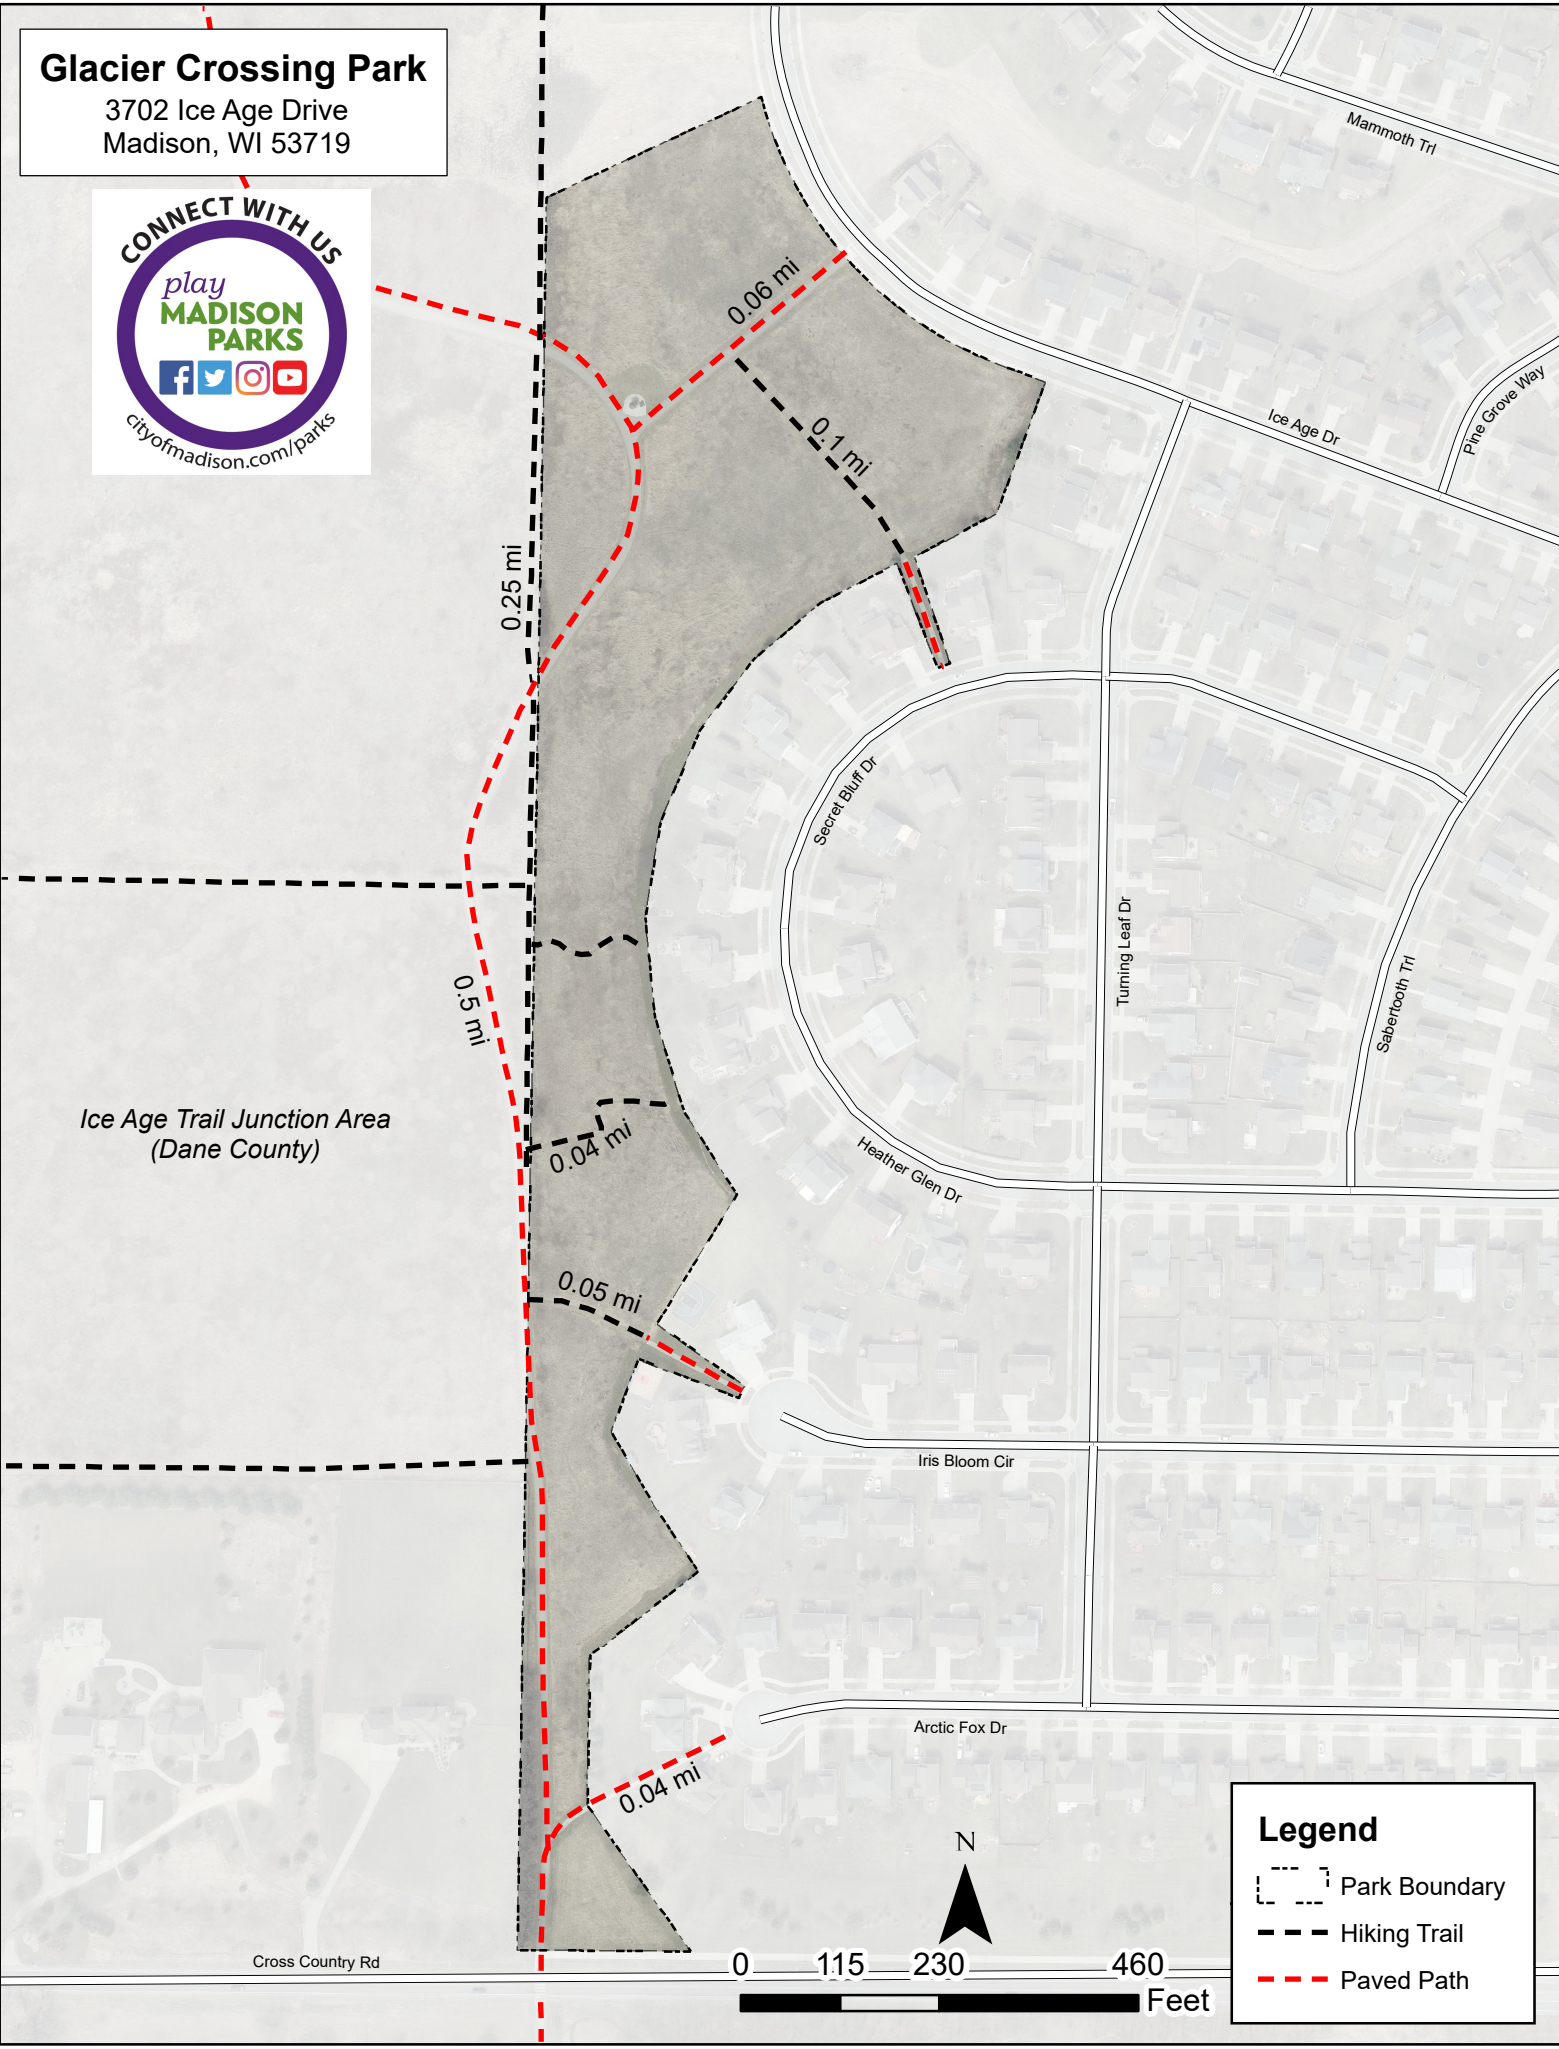 Glacier Crossing Park
3702 Ice Age Drive
Madison, WI 53719
CONNECT WITH US
play
MADISON
PARKS
cityofmadison.com/parks
Mammoth Trl
0.06 mi
Ice Age Dr
Pine Grove Way
0.1 mi
0.25 mi
Secret Bluff Dr
Turning Leaf Dr
Sabertooth Trl
0.5 mi
Ice Age Trail Junction Area
(Dane County)
0.04 mi
Heather Glen Dr
0.05 mi
Iris Bloom Cir
Arctic Fox Dr
0.04 mi
Cross Country Rd
N
0 115 230 460
Feet
Legend
Park Boundary
Hiking Trail
Paved Path